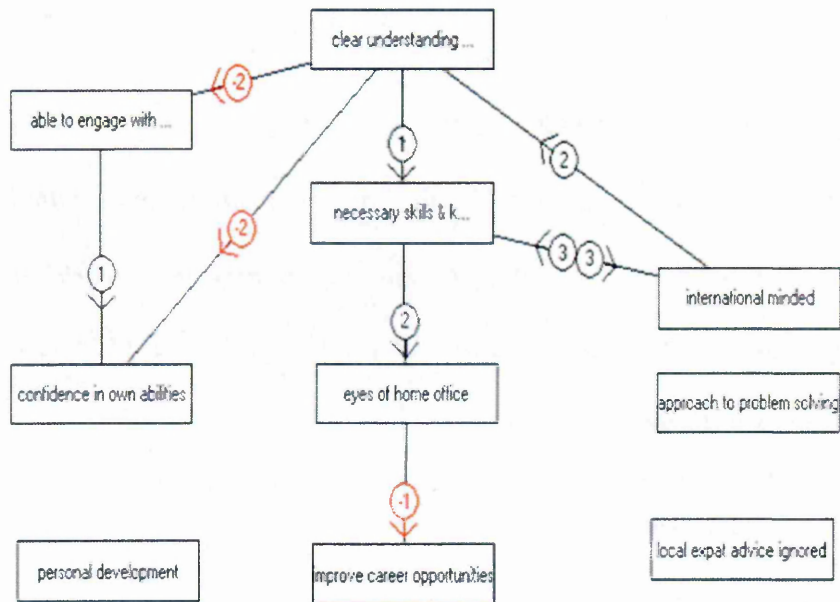 clear understanding ...
-2
able to engage with ...
1
2
necessary skills & k...
-2
3 3
1
international minded
2
confidence in own abilities
eyes of home office
approach to problem solving
-1
local expat advice ignored
personal development
improve career opportunities